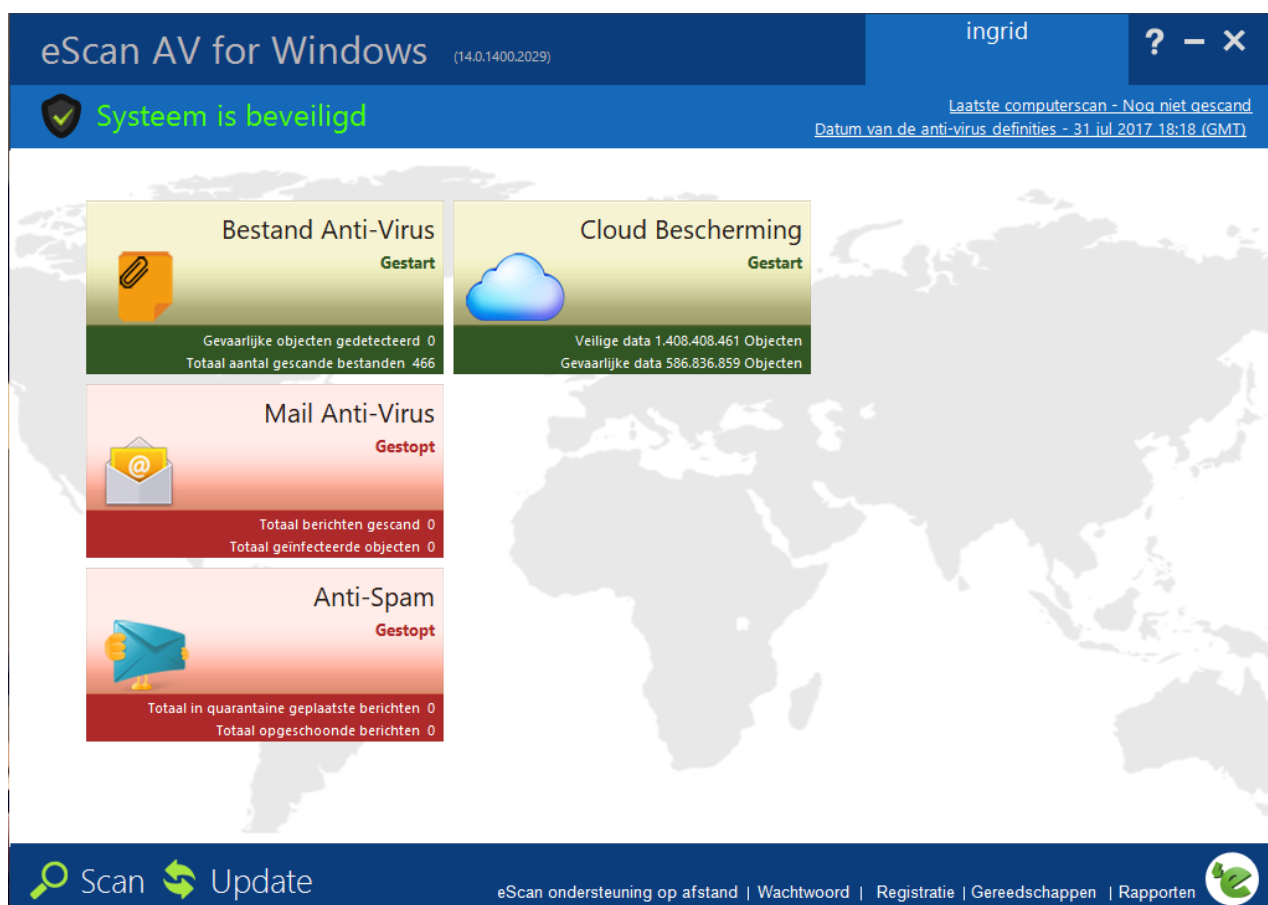 eScan AV for Windows (14.0.1400.2029)
ingrid
? – ×
Systeem is beveiligd
Laatste computerscan - Nog niet gescand
Datum van de anti-virus definities - 31 jul 2017 18:18 (GMT)
Bestand Anti-Virus
Gestart
Gevaarlijke objecten gedetecteerd 0
Totaal aantal gescande bestanden 466
Cloud Bescherming
Gestart
Veilige data 1.408.408.461 Objecten
Gevaarlijke data 586.836.859 Objecten
Mail Anti-Virus
Gestopt
@
Totaal berichten gescand 0
Totaal geïnfecteerde objecten 0
Anti-Spam
Gestopt
Totaal in quarantaine geplaatste berichten 0
Totaal opgeschoonde berichten 0
Scan Update
eScan ondersteuning op afstand | Wachtwoord | Registratie | Gereedschappen | Rapporten
e